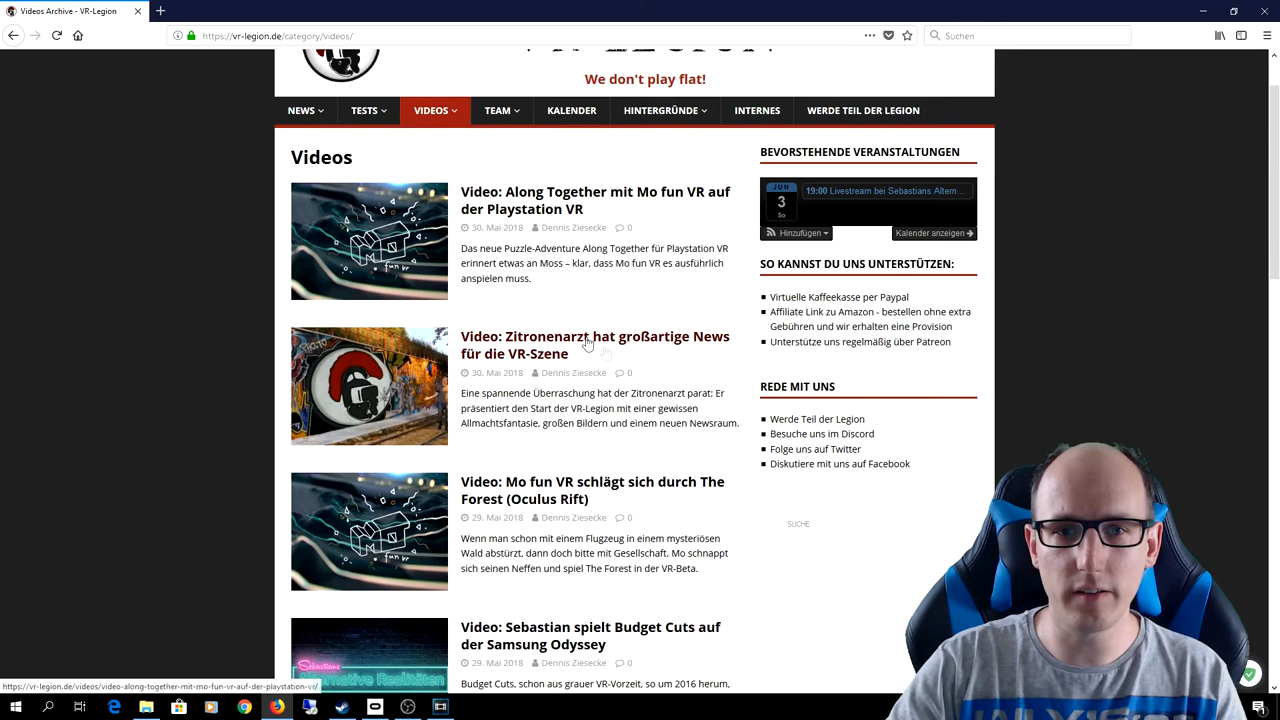 Videos Archive - VR-Legion
https://vr-legion.de/category/videos/
Suchen
We don't play flat!
NEWS TESTS VIDEOS TEAM KALENDER HINTERGRÜNDE INTERNES WERDE TEIL DER LEGION
Videos
Video: Along Together mit Mo fun VR auf
der Playstation VR
30. Mai 2018 Dennis Ziesecke 0
Das neue Puzzle-Adventure Along Together für Playstation VR
erinnert etwas an Moss – klar, dass Mo fun VR es ausführlich
anspielen muss.
fun vr
Video: Zitronenarzt hat großartige News
für die VR-Szene
30. Mai 2018 Dennis Ziesecke 0
Eine spannende Überraschung hat der Zitronenarzt parat: Er
präsentiert den Start der VR-Legion mit einer gewissen
Allmachtsfantasie, großen Bildern und einem neuen Newsraum.
Video: Mo fun VR schlägt sich durch The
Forest (Oculus Rift)
29. Mai 2018 Dennis Ziesecke 0
Wenn man schon mit einem Flugzeug in einem mysteriösen
Wald abstürzt, dann doch bitte mit Gesellschaft. Mo schnappt
sich seinen Neffen und spiel The Forest in der VR-Beta.
fun vr
Video: Sebastian spielt Budget Cuts auf
der Samsung Odyssey
29. Mai 2018 Dennis Ziesecke 0
Budget Cuts, schon aus grauer VR-Vorzeit, so um 2016 herum,
Sebastians
Alternative Realitäten
BEVORSTEHENDE VERANSTALTUNGEN
JUN
3
So
19:00 Livestream bei Sebastians Altern...
Hinzufügen Kalender anzeigen
SO KANNST DU UNS UNTERSTÜTZEN:
Virtuelle Kaffeekasse per Paypal
Affiliate Link zu Amazon - bestellen ohne extra
Gebühren und wir erhalten eine Provision
Unterstütze uns regelmäßig über Patreon
REDE MIT UNS
Werde Teil der Legion
Besuche uns im Discord
Folge uns auf Twitter
Diskutiere mit uns auf Facebook
SUCHE
https://vr-legion.de/videos/video-along-together-mit-mo-fun-vr-auf-der-playstation-vr/